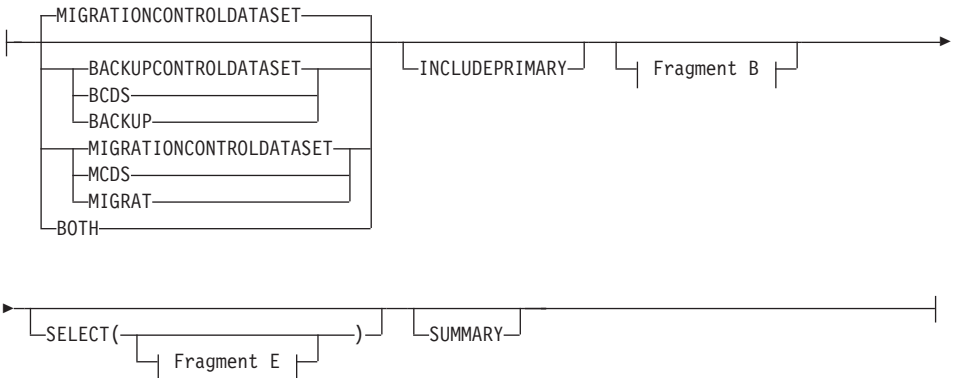 MIGRATIONCONTROLDATASET
BACKUPCONTROLDATASET INCLUDEPRIMARY Fragment B
BCDS
BACKUP
MIGRATIONCONTROLDATASET
MCDS
MIGRAT
BOTH
SELECT( ) SUMMARY
Fragment E